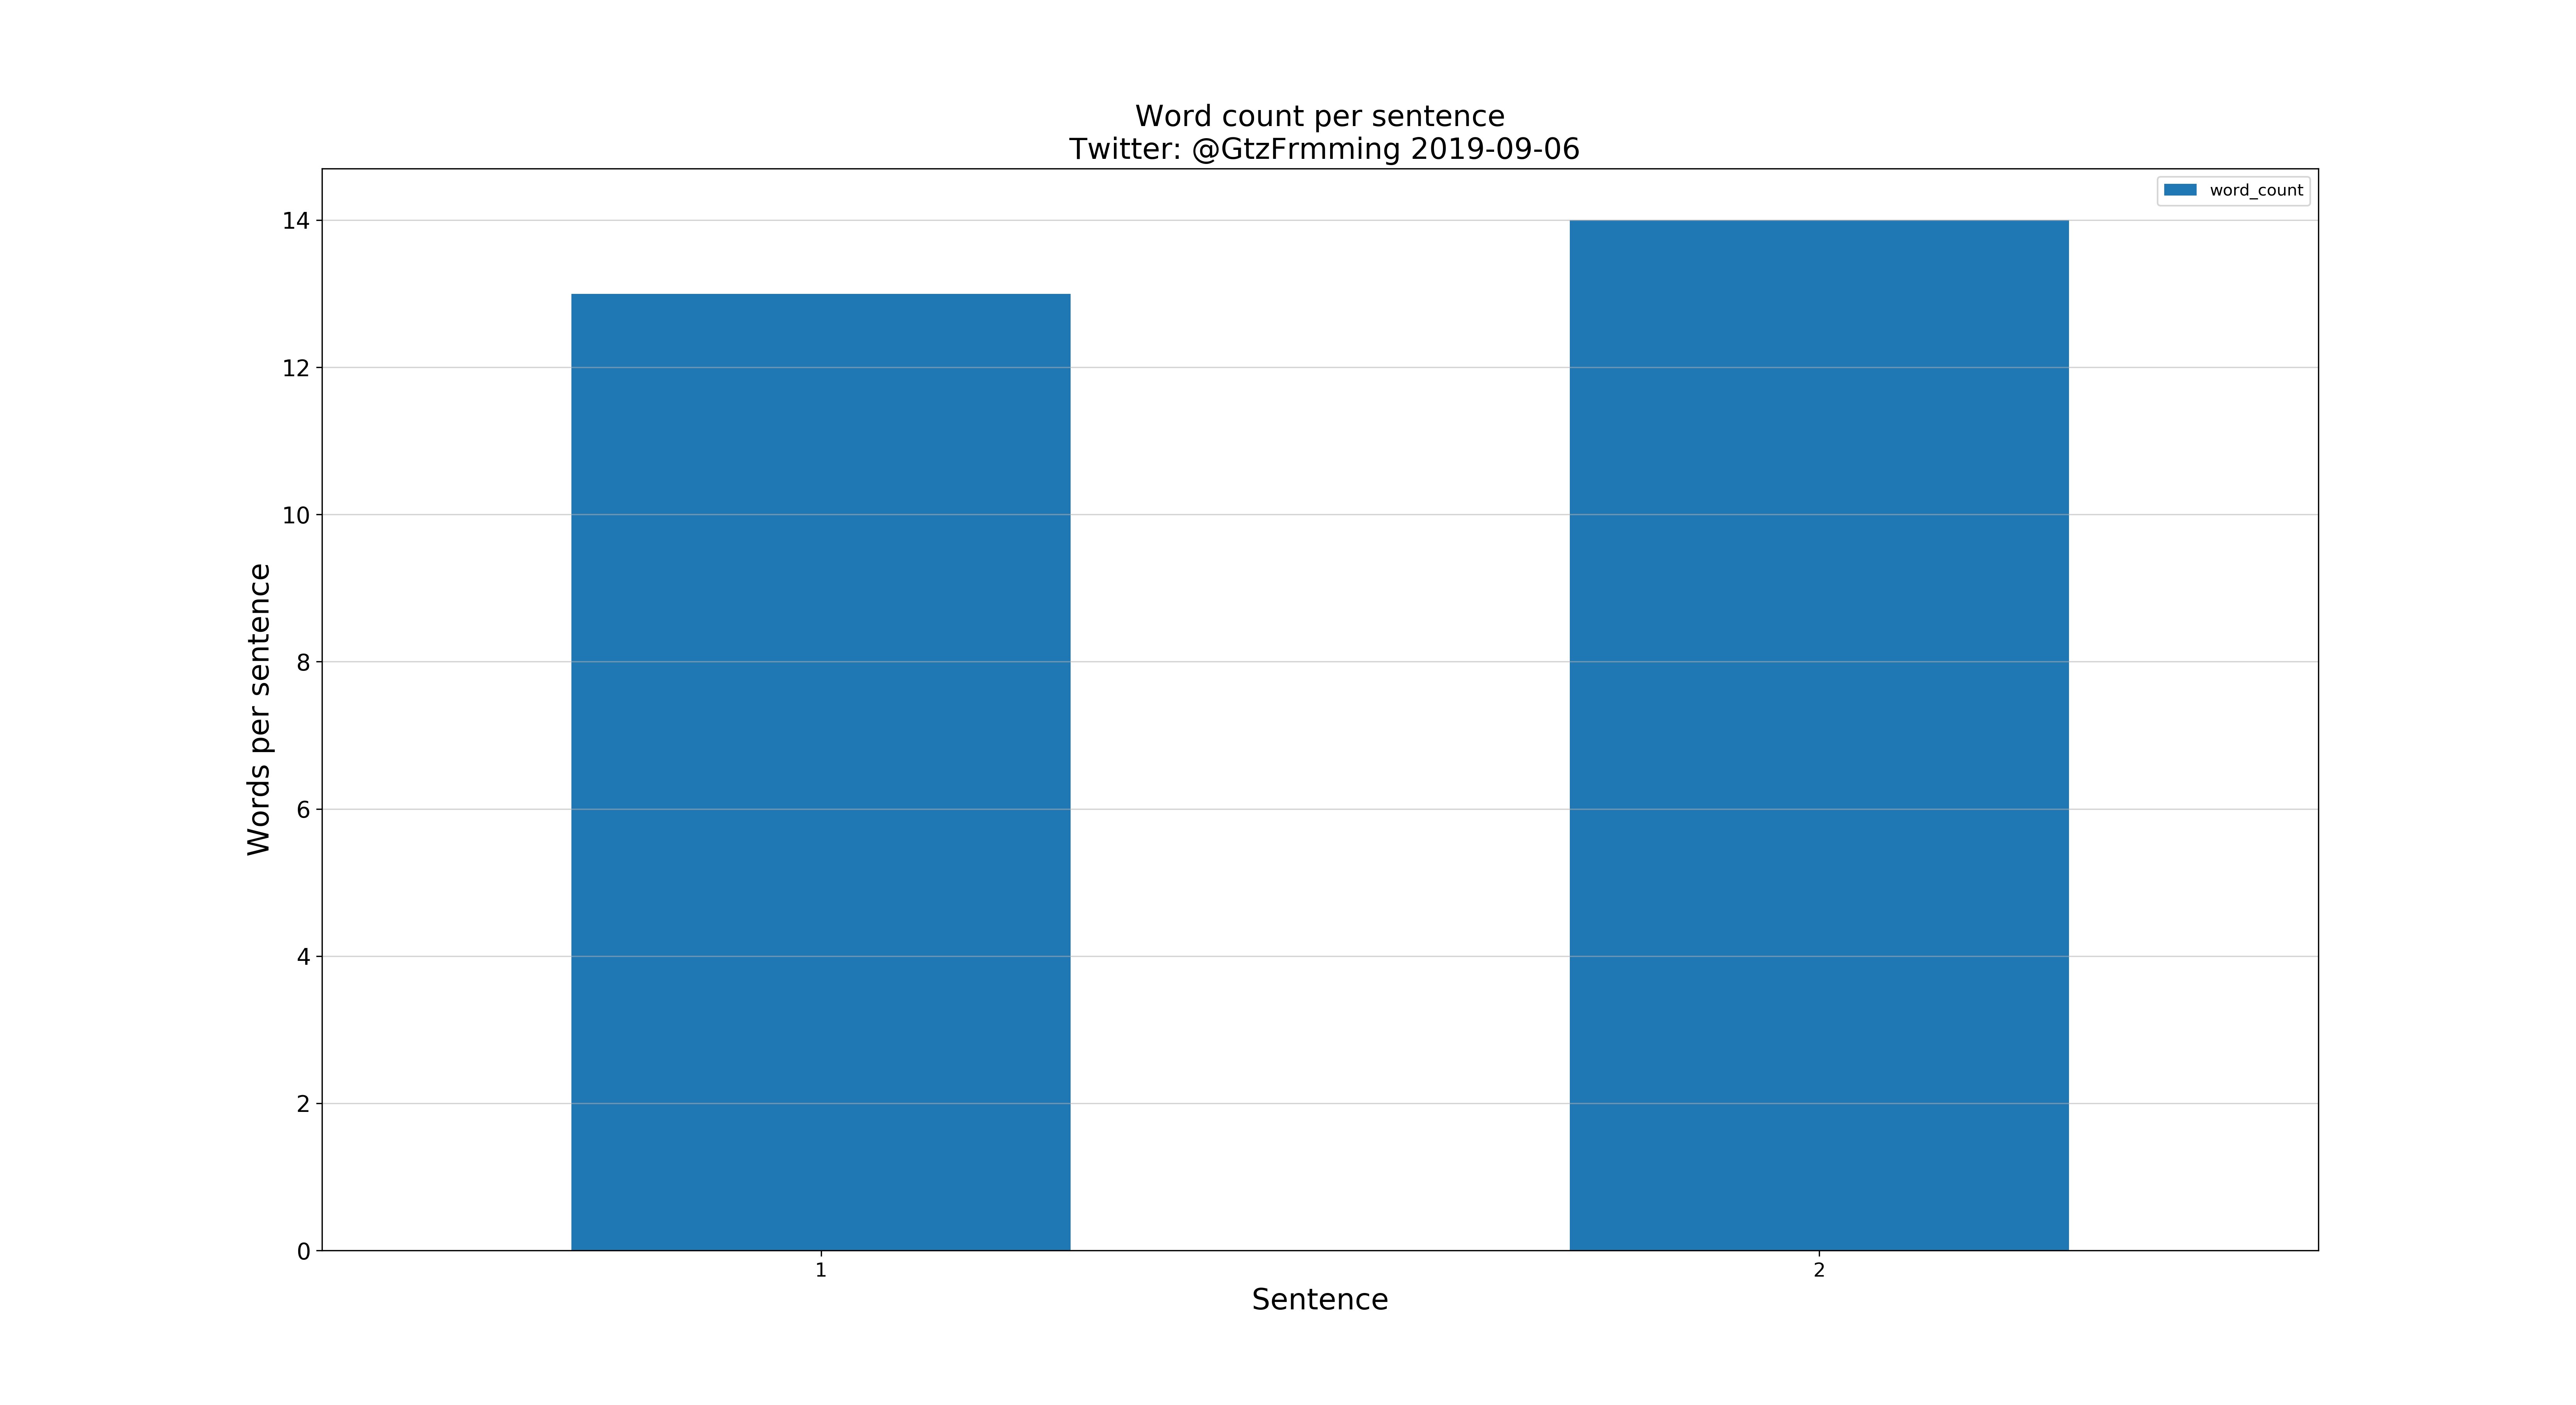 Word count per sentence
Twitter: @GtzFrmming 2019-09-06
word_count
14
12
10
8
6
4
2
0
Words per sentence
1
2
Sentence